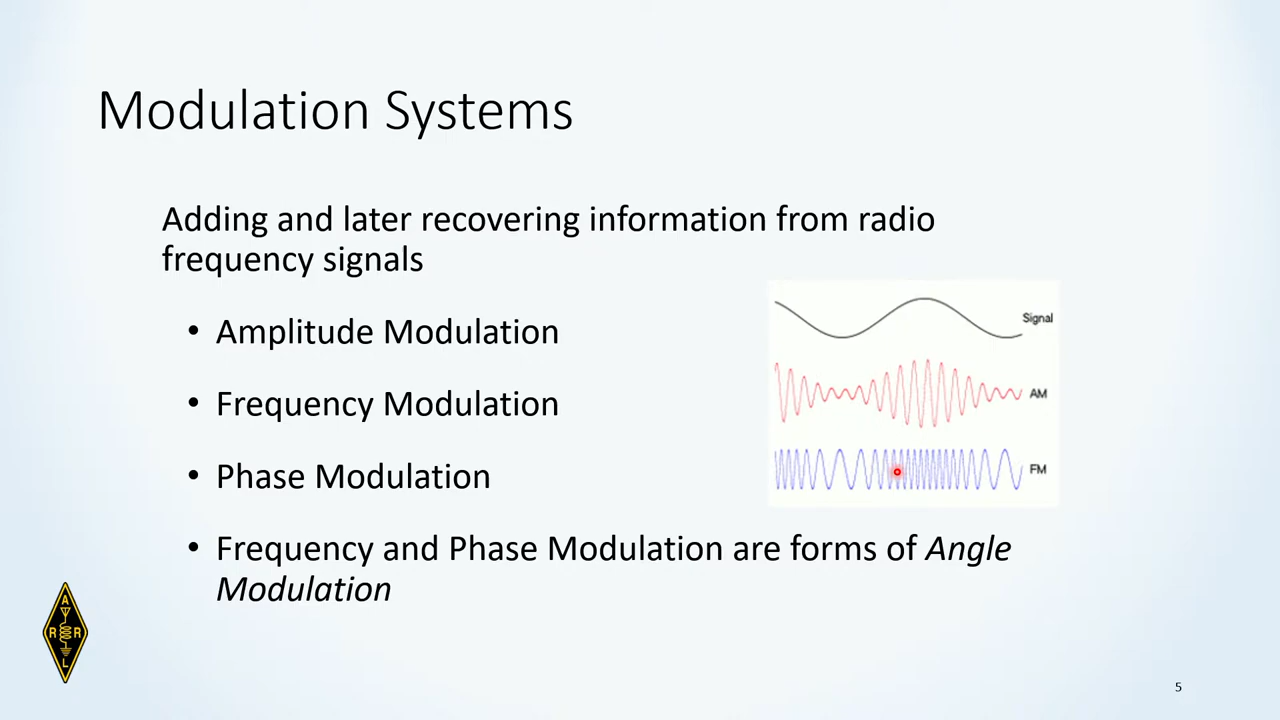 Modulation Systems
Adding and later recovering information from radio
frequency signals
• Amplitude Modulation
• Frequency Modulation
• Phase Modulation
• Frequency and Phase Modulation are forms of Angle
Modulation
Signal
AM
FM
A
R R
L
5